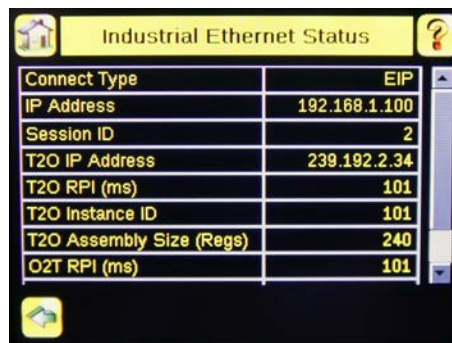 Industrial Ethernet Status ?
Connect Type EIP
IP Address 192.168.1.100
Session ID 2
T2O IP Address 239.192.2.34
T2O RPI (ms) 101
T2O Instance ID 101
T2O Assembly Size (Regs) 240
O2T RPI (ms) 101